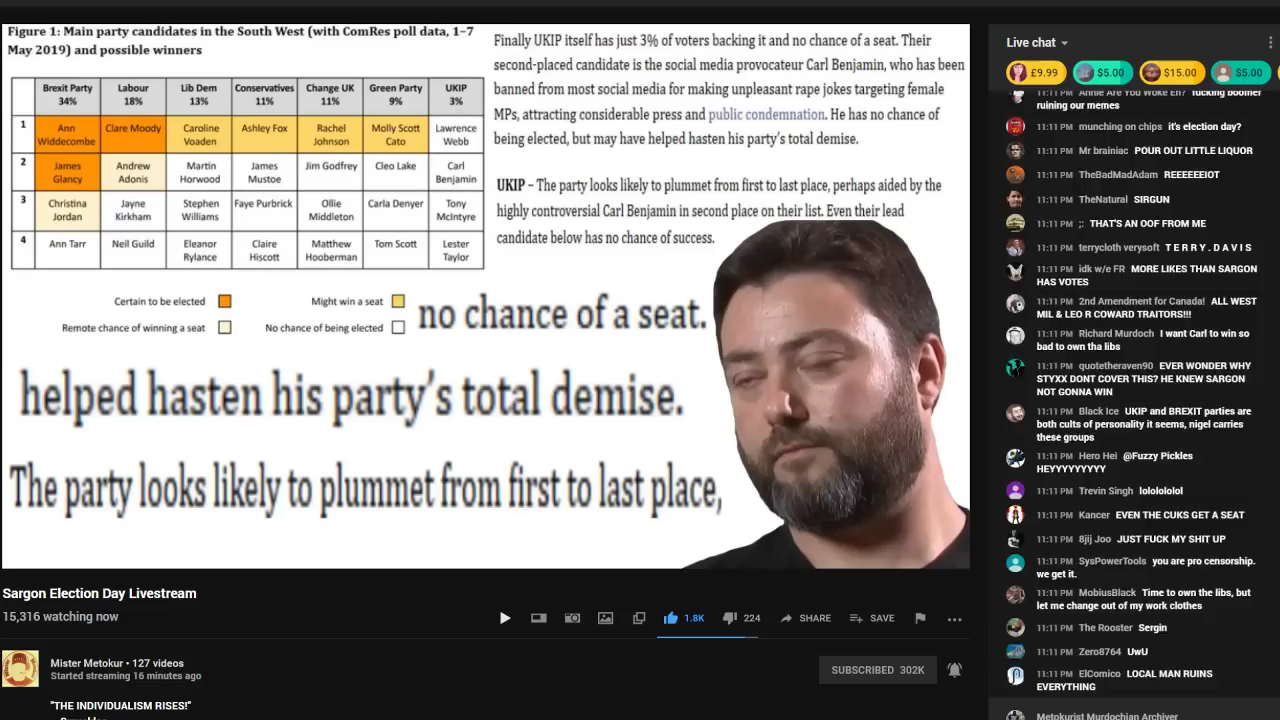 Figure 1: Main party candidates in the South West (with ComRes poll data, 1–7
May 2019) and possible winners
Brexit Party 34% Labour 18% Lib Dem 13% Conservatives 11% Change UK 11% Green Party 9% UKIP 3%
1 Ann Widdecombe Clare Moody Caroline Voaden Ashley Fox Rachel Johnson Molly Scott Cato Lawrence Webb
2 James Glancy Andrew Adonis Martin Horwood James Mustoe Jim Godfrey Cleo Lake Carl Benjamin
3 Christina Jordan Jayne Kirkham Stephen Williams Faye Purbrick Ollie Middleton Carla Denyer Tony McIntyre
4 Ann Tarr Neil Guild Eleanor Rylance Claire Hiscott Matthew Hooberman Tom Scott Lester Taylor
Certain to be elected Might win a seat
Remote chance of winning a seat No chance of being elected
Finally UKIP itself has just 3% of voters backing it and no chance of a seat. Their
second-placed candidate is the social media provocateur Carl Benjamin, who has been
banned from most social media for making unpleasant rape jokes targeting female
MPs, attracting considerable press and public condemnation. He has no chance of
being elected, but may have helped hasten his party's total demise.
UKIP – The party looks likely to plummet from first to last place, perhaps aided by the
highly controversial Carl Benjamin in second place on their list. Even their lead
candidate below has no chance of success.
no chance of a seat.
helped hasten his party's total demise.
The party looks likely to plummet from first to last place,
Sargon Election Day Livestream
15,316 watching now
1.8K 224 SHARE SAVE
Mister Metokur • 127 videos
Started streaming 16 minutes ago
SUBSCRIBED 302K
"THE INDIVIDUALISM RISES!"
Live chat
£9.99 $5.00 $15.00 $5.00
Annie Are You Woke Eh? fucking boomer
ruining our memes
11:11 PM munching on chips it's election day?
11:11 PM Mr brainiac POUR OUT LITTLE LIQUOR
11:11 PM TheBadMadAdam REEEEEEIOT
11:11 PM TheNatural SIRGUN
11:11 PM ;: THAT'S AN OOF FROM ME
11:11 PM terrycloth verysoft T E R R Y . D A V I S
11:11 PM idk w/e FR MORE LIKES THAN SARGON
HAS VOTES
11:11 PM 2nd Amendment for Canada! ALL WEST
MIL & LEO R COWARD TRAITORS!!!
11:11 PM Richard Murdoch I want Carl to win so
bad to own tha libs
11:11 PM quotetheraven90 EVER WONDER WHY
STYXX DONT COVER THIS? HE KNEW SARGON
NOT GONNA WIN
11:11 PM Black Ice UKIP and BREXIT parties are
both cults of personality it seems, nigel carries
these groups
11:11 PM Hero Hei @Fuzzy Pickles
HEYYYYYYYY
11:11 PM Trevin Singh lolololol
11:11 PM Kancer EVEN THE CUKS GET A SEAT
11:11 PM 8jij Joo JUST FUCK MY SHIT UP
11:11 PM SysPowerTools you are pro censorship.
we get it.
11:11 PM MobiusBlack Time to own the libs, but
let me change out of my work clothes
11:11 PM The Rooster Sergin
11:11 PM Zero8764 UwU
11:11 PM ElComico LOCAL MAN RUINS
EVERYTHING
Metokurist Murdochian Archiver